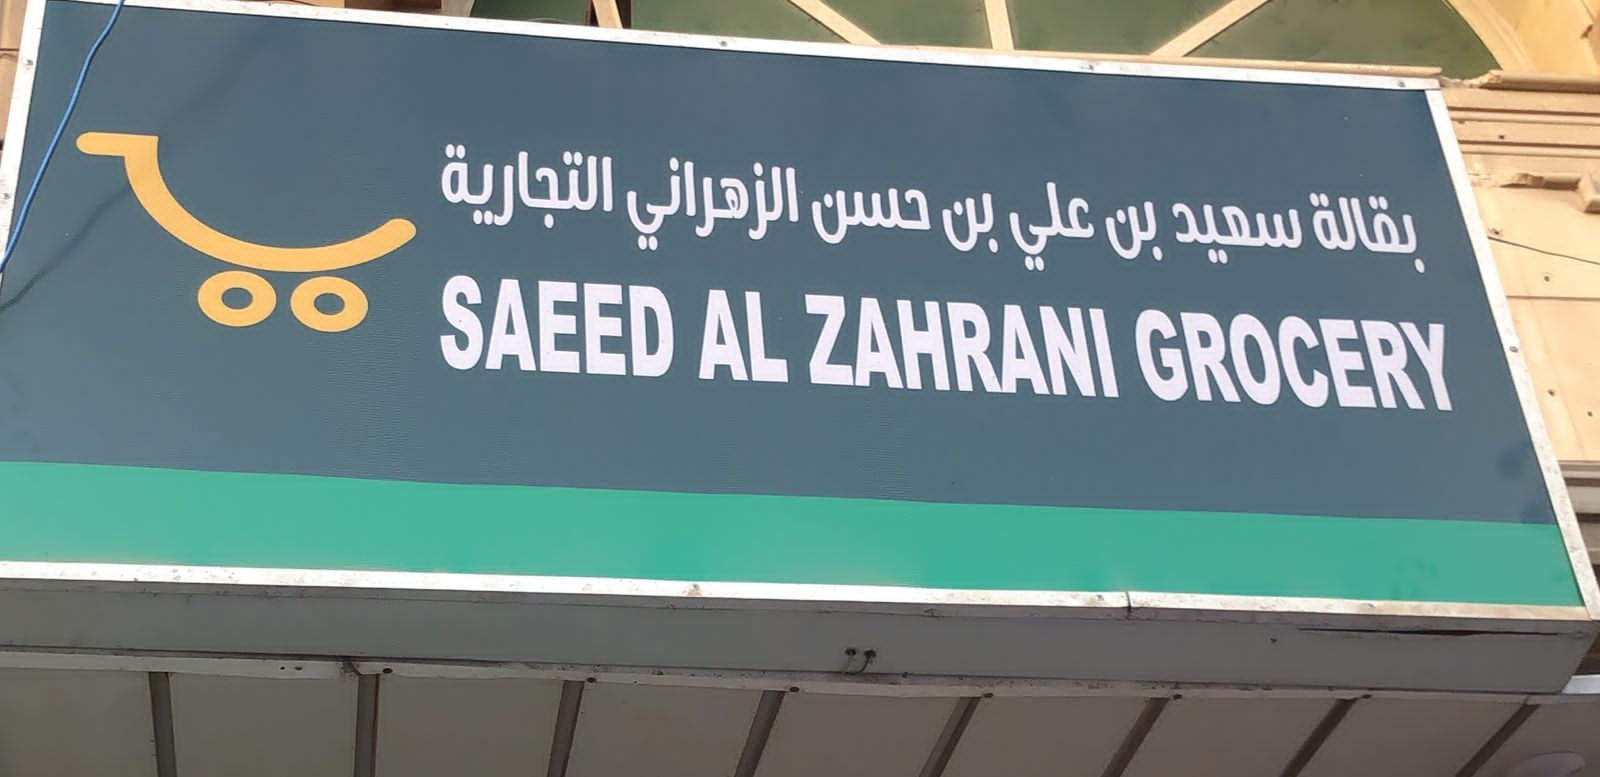 بقالة سعيد بن علي بن حسن الزهراني التجارية
SAEED AL ZAHRANI GROCERY